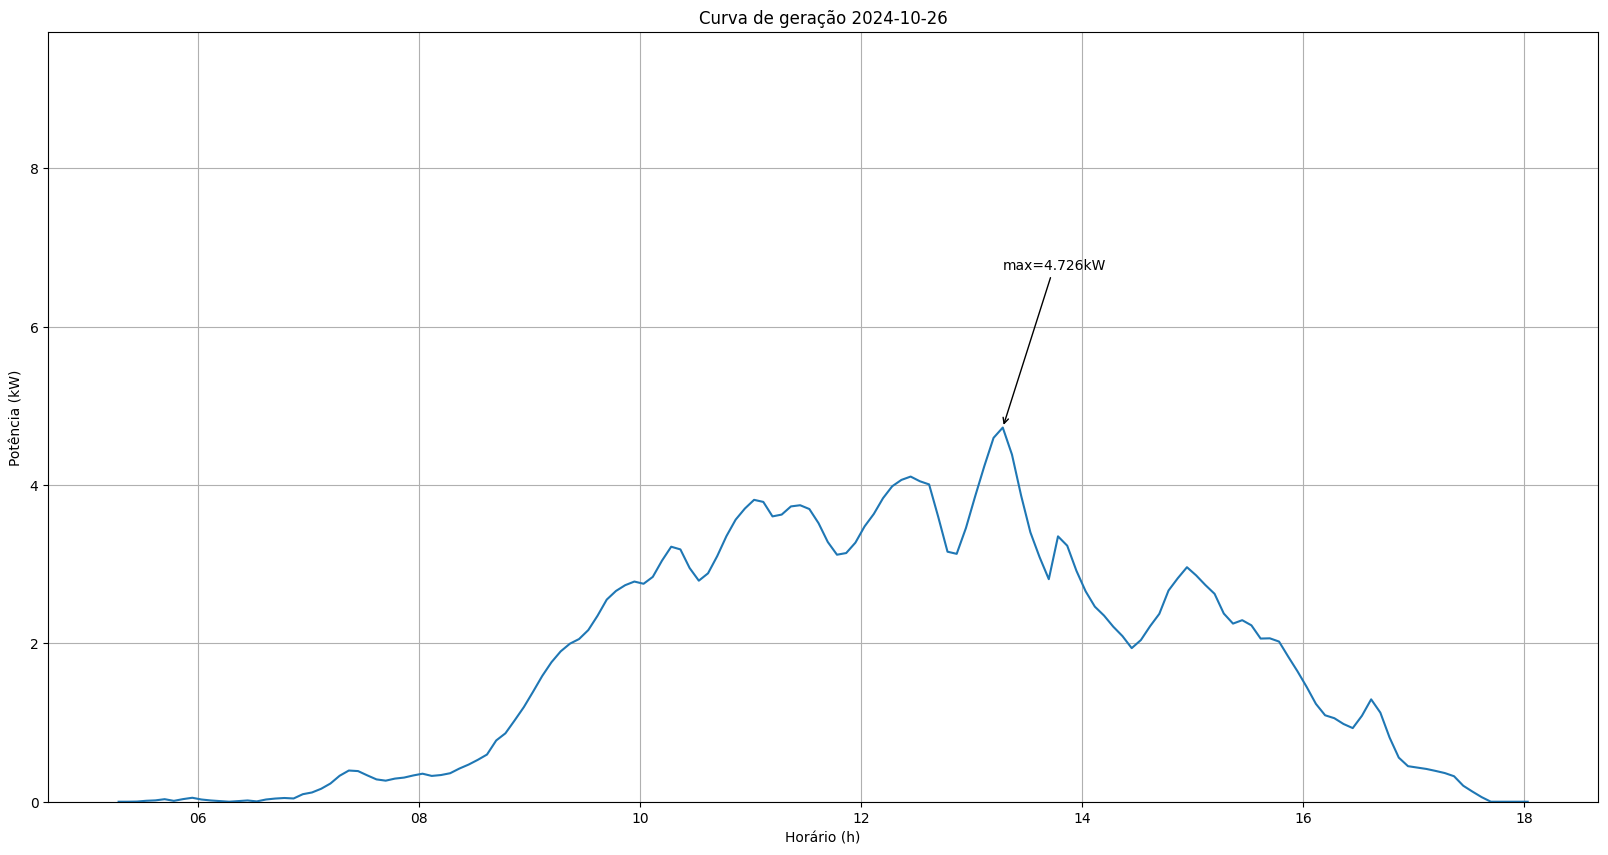 Curva de geração 2024-10-26
8
max=4.726kW
6
Potência (kW)
4
2
0
06 08 10 12 14 16 18
Horário (h)